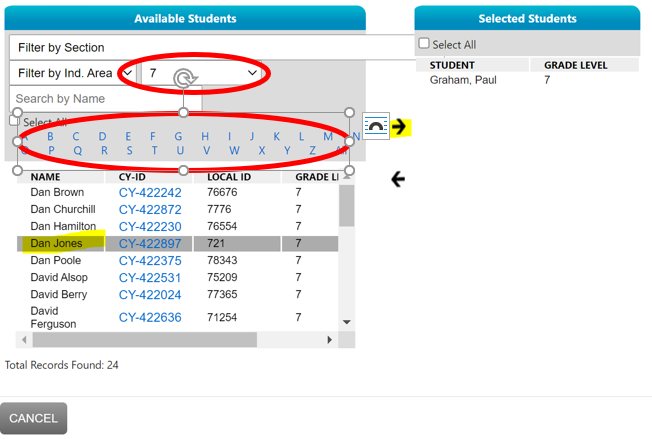 Available Students
Filter by Section
Filter by Ind. Area 7
Search by Name
Select All
B C D E F G H I J K L M N
P Q R S T U V W X Y Z All
NAME CY-ID LOCAL ID GRADE LE
Dan Brown CY-422242 76676 7
Dan Churchill CY-422872 7776 7
Dan Hamilton CY-422230 76554 7
Dan Jones CY-422897 721 7
Dan Poole CY-422375 78343 7
David Alsop CY-422531 75209 7
David Berry CY-422024 77365 7
David
Ferguson CY-422636 71254 7
Total Records Found: 24
CANCEL
Selected Students
Select All
STUDENT GRADE LEVEL
Graham, Paul 7